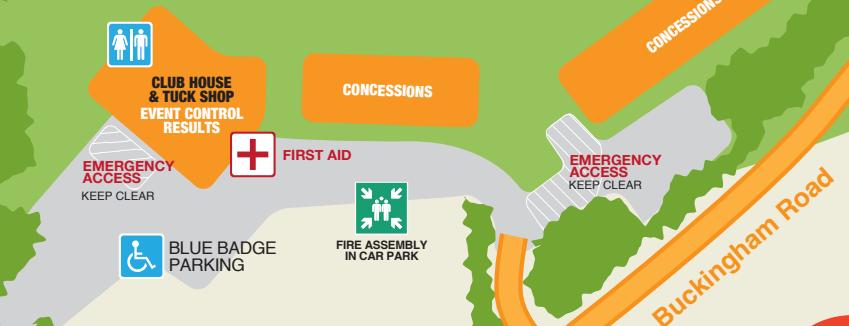 CONCESSIONS
CLUB HOUSE
& TUCK SHOP
EVENT CONTROL
RESULTS
CONCESSIONS
EMERGENCY
ACCESS
KEEP CLEAR
FIRST AID
EMERGENCY
ACCESS
KEEP CLEAR
BLUE BADGE
PARKING
FIRE ASSEMBLY
IN CAR PARK
Buckingham Road